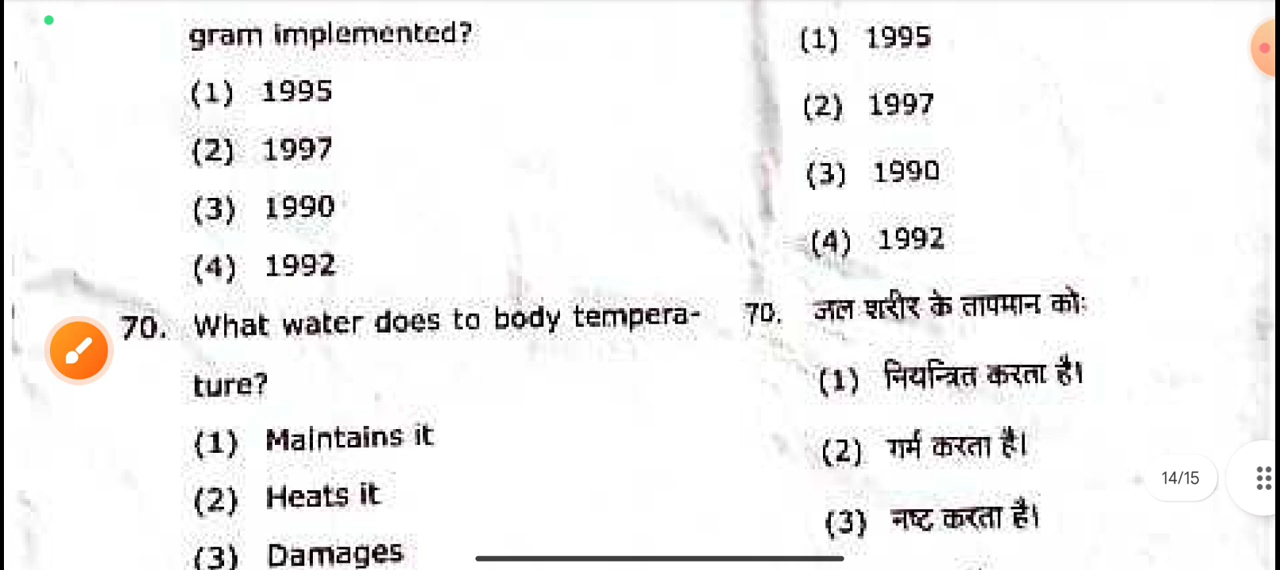 gram implemented?
(1) 1995
(2) 1997
(3) 1990
(4) 1992
70. What water does to body tempera-
ture?
(1) Maintains it
(2) Heats it
(3) Damages
(1) 1995
(2) 1997
(3) 1990
(4) 1992
70. जल शरीर के तापमान को:
(1) नियन्त्रित करता है।
(2) गर्म करता है।
(3) नष्ट करता है।
14/15